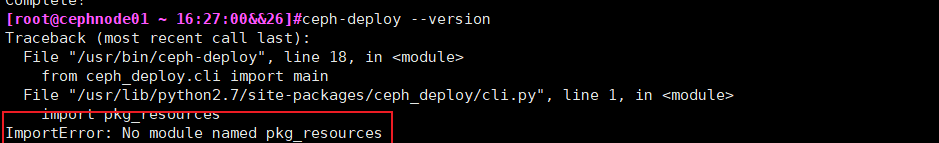 Complete!
[root@cephnode01 ~ 16:27:00&&26]#ceph-deploy --version
Traceback (most recent call last):
  File "/usr/bin/ceph-deploy", line 18, in <module>
    from ceph_deploy.cli import main
  File "/usr/lib/python2.7/site-packages/ceph_deploy/cli.py", line 1, in <module>
    import pkg_resources
ImportError: No module named pkg_resources